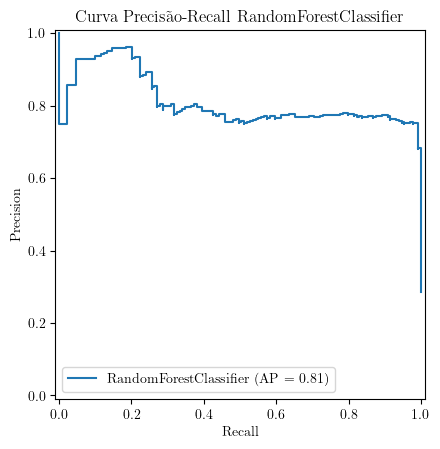 Curva Precisão-Recall RandomForestClassifier
1.0
0.8
0.6
0.4
0.2
0.0
Precision
RandomForestClassifier (AP = 0.81)
0.0 0.2 0.4 0.6 0.8 1.0
Recall